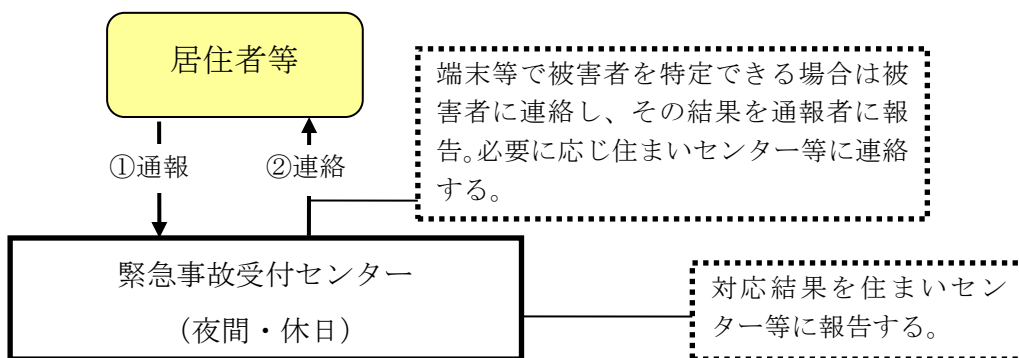 居住者等
端末等で被害者を特定できる場合は被
害者に連絡し、その結果を通報者に報
告。必要に応じ住まいセンター等に連絡
する。
①通報
②連絡
緊急事故受付センター
（夜間・休日）
対応結果を住まいセン
ター等に報告する。